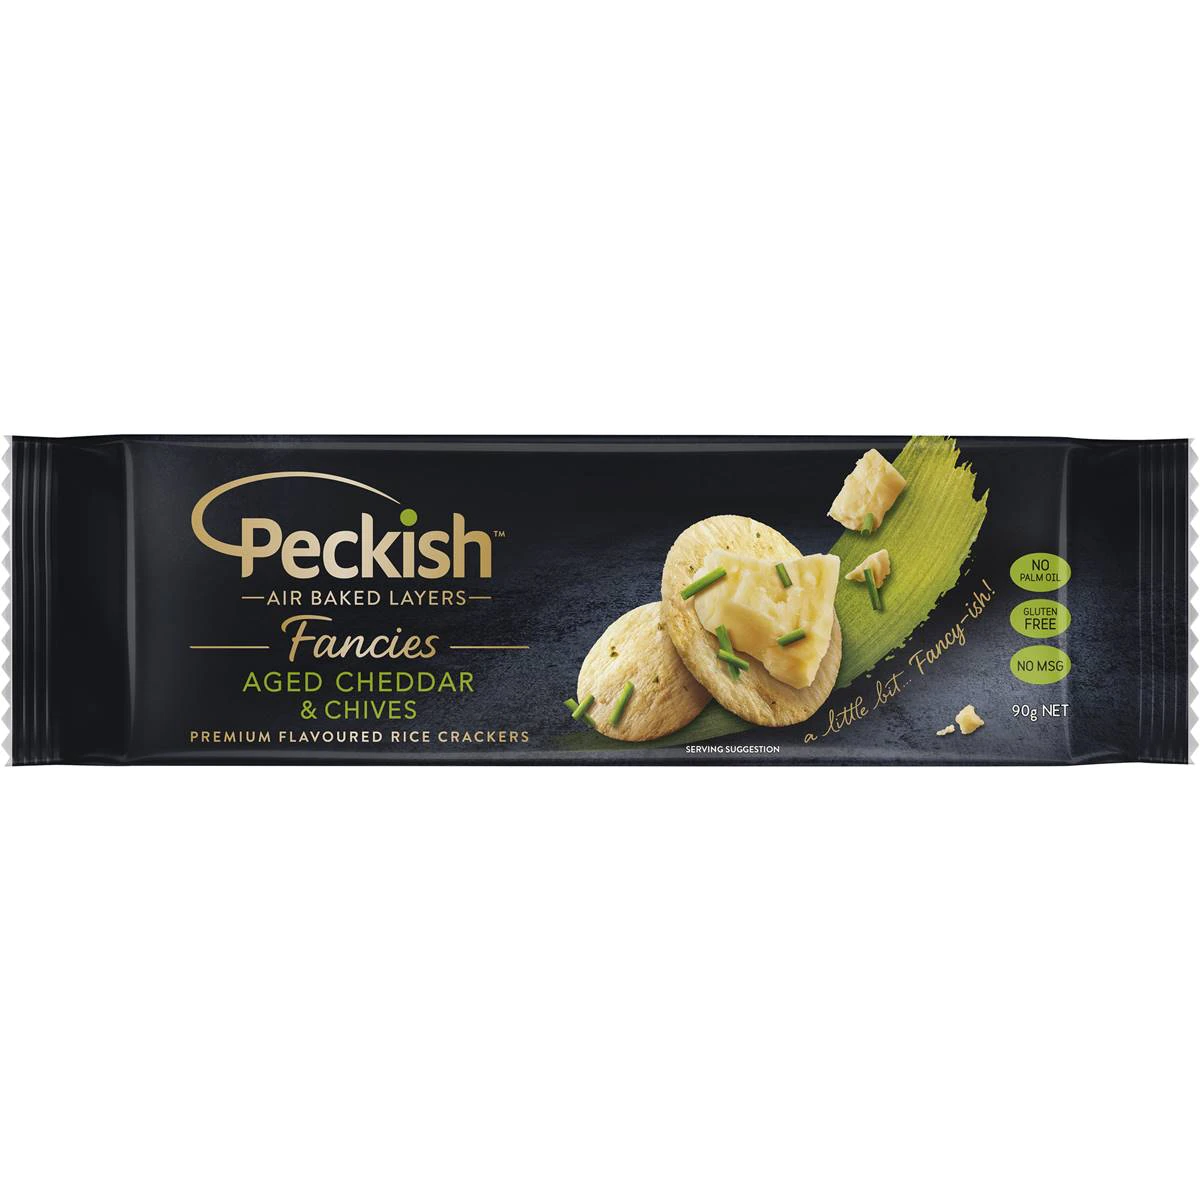 Peckish™
AIR BAKED LAYERS
Fancies
AGED CHEDDAR
& CHIVES
PREMIUM FLAVOURED RICE CRACKERS
SERVING SUGGESTION
a little bit... Fancy-ish!
NO
PALM OIL
GLUTEN
FREE
NO MSG
90g NET